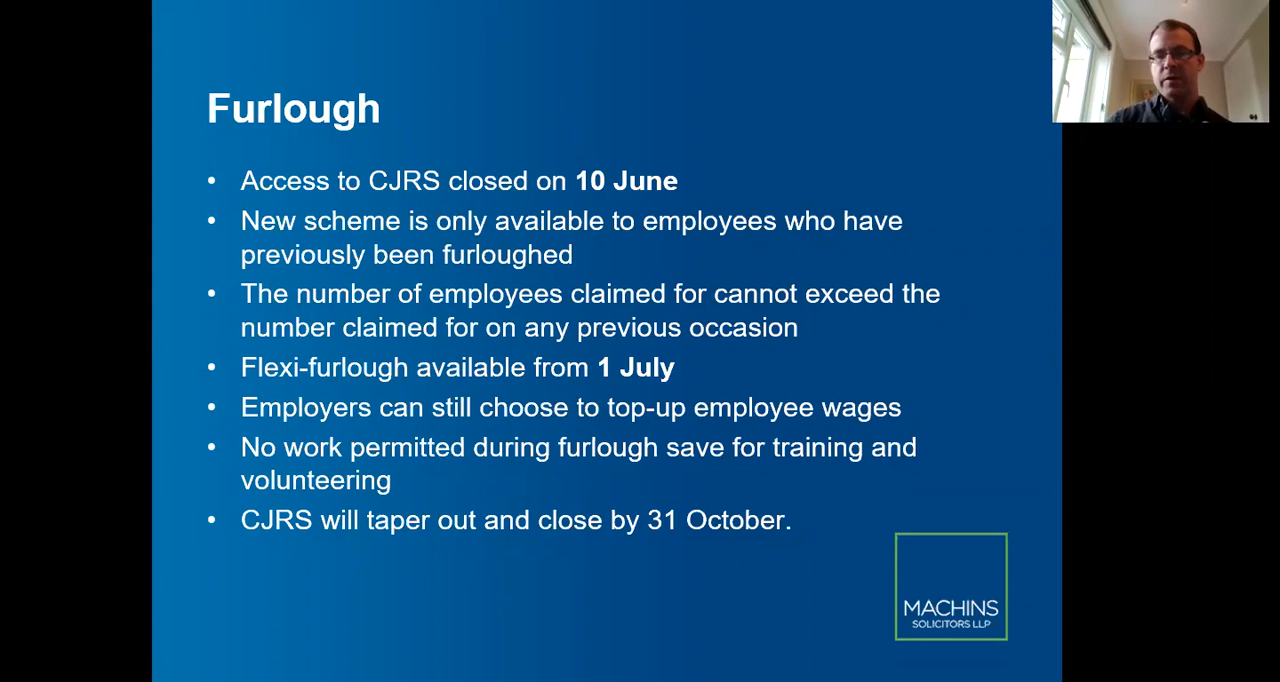 Furlough
• Access to CJRS closed on 10 June
• New scheme is only available to employees who have
previously been furloughed
• The number of employees claimed for cannot exceed the
number claimed for on any previous occasion
• Flexi-furlough available from 1 July
• Employers can still choose to top-up employee wages
• No work permitted during furlough save for training and
volunteering
• CJRS will taper out and close by 31 October.
MACHINS
SOLICITORS LLP